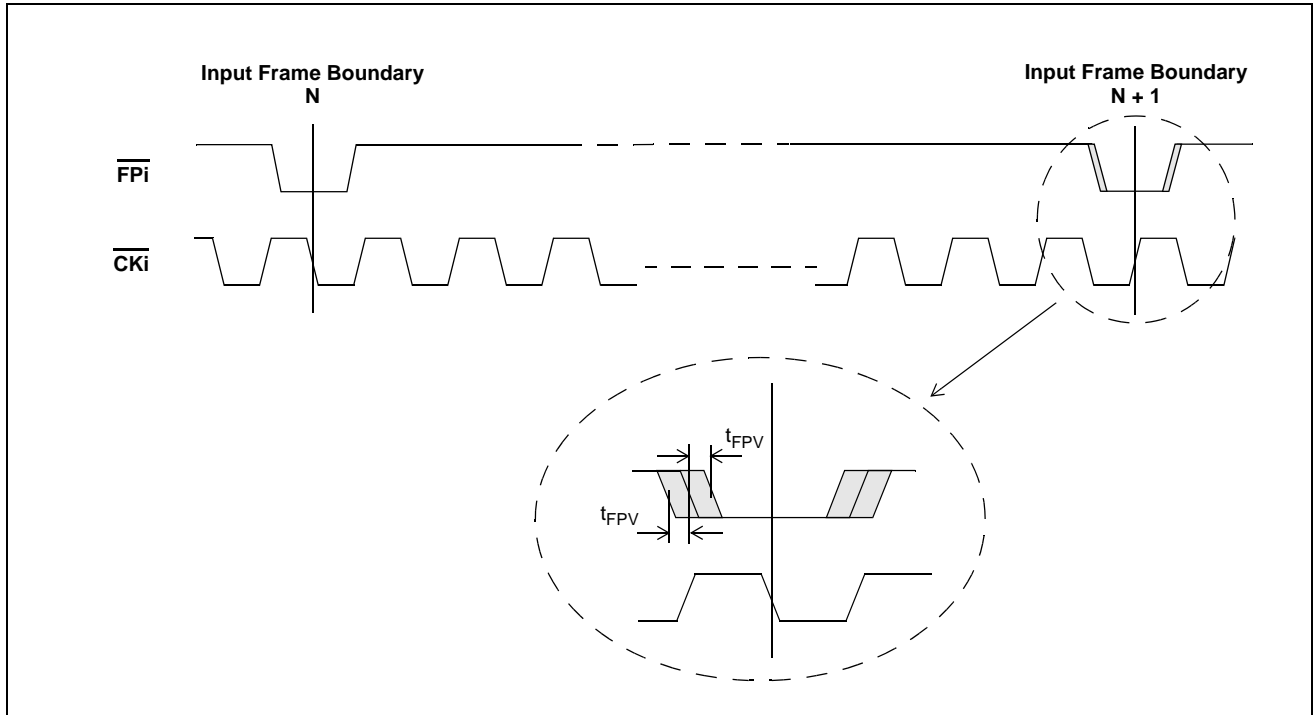 Input Frame Boundary
N
Input Frame Boundary
N + 1
FPi
CKi
tFPV
tFPV